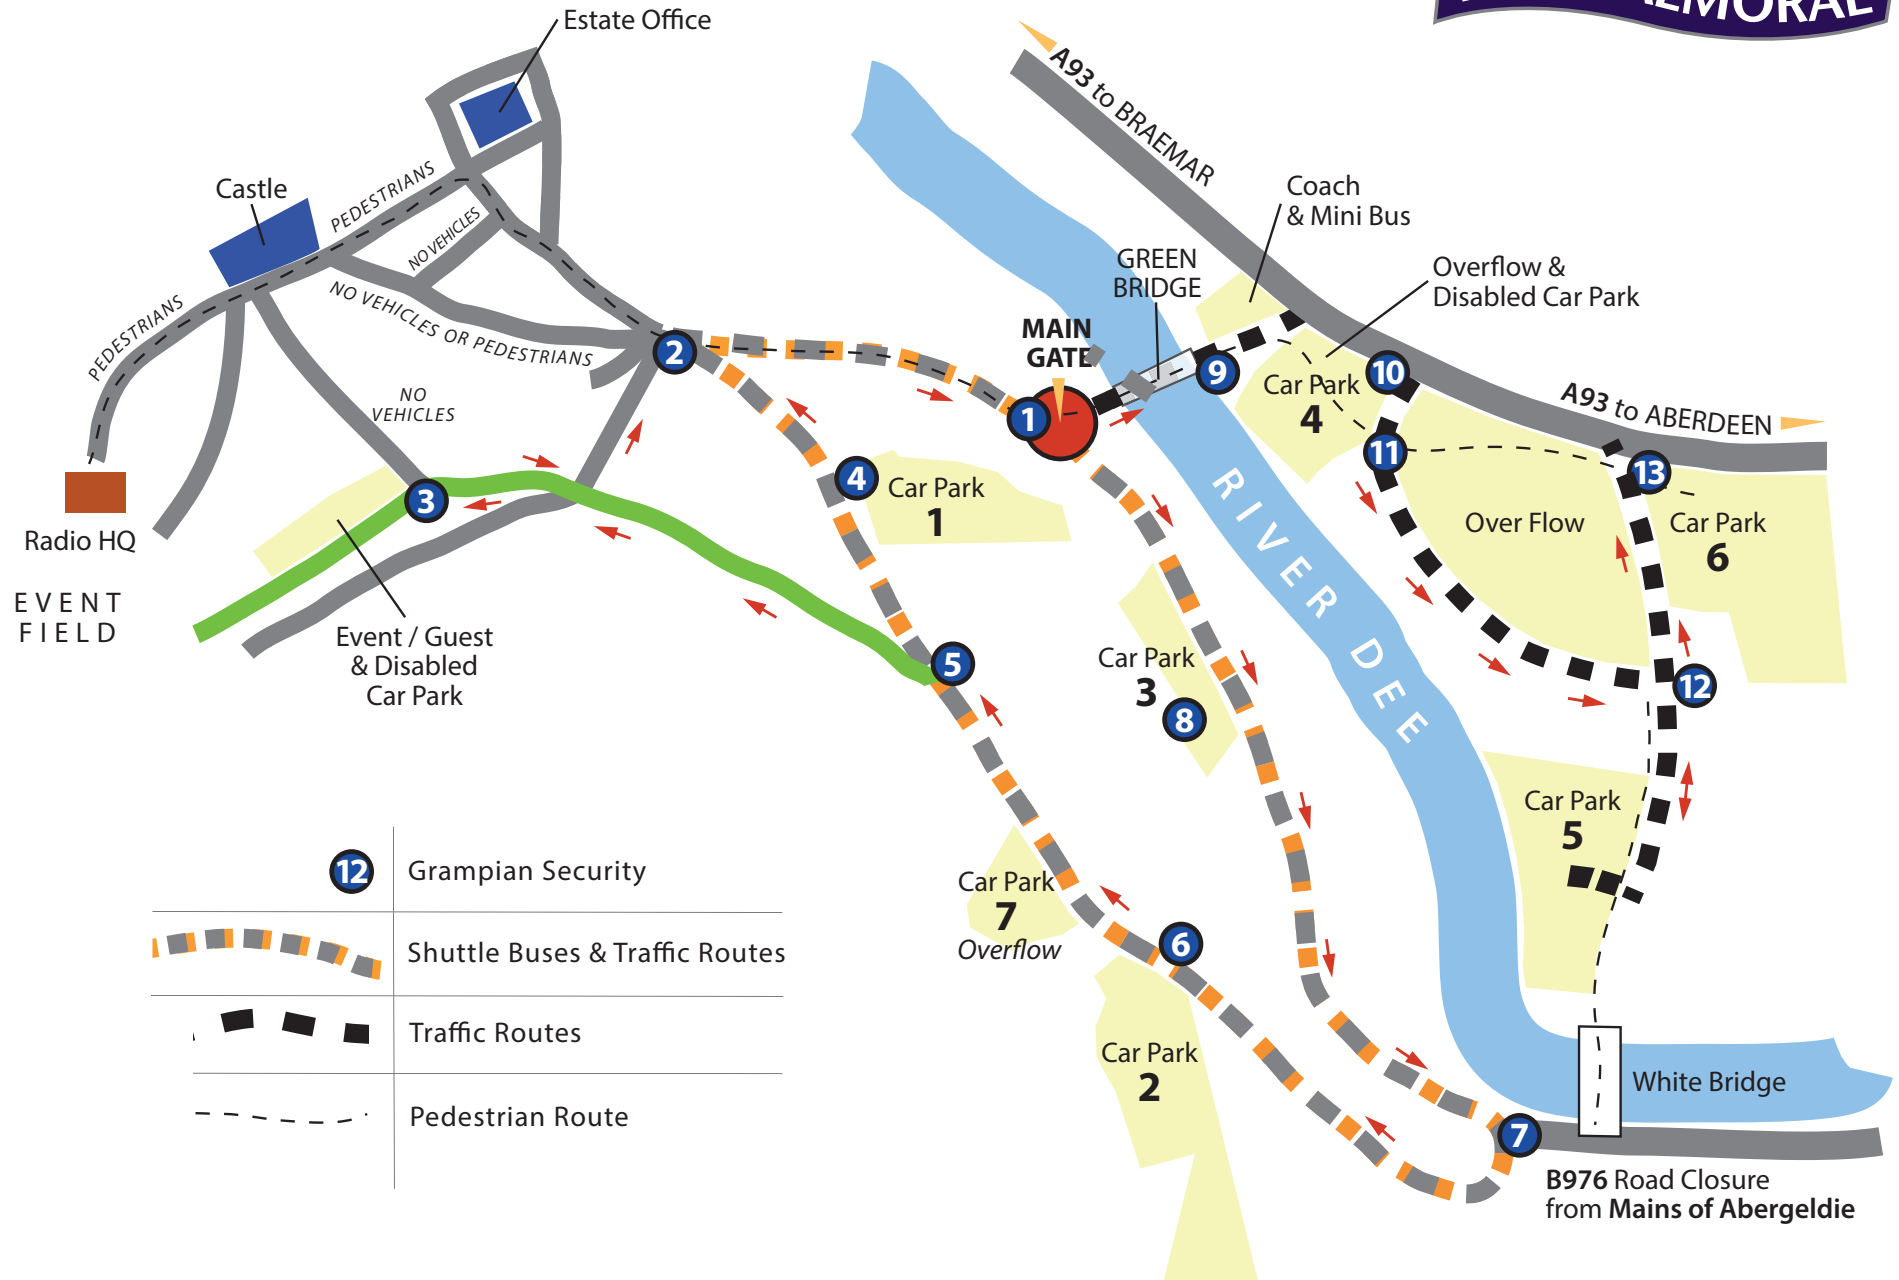 Estate Office
A93 to BRAEMAR
Castle
PEDESTRIANS
NO VEHICLES
Coach
& Mini Bus
GREEN
BRIDGE
Overflow &
Disabled Car Park
PEDESTRIANS
NO VEHICLES OR PEDESTRIANS
MAIN
GATE
2
1
9
Car Park
4
10
A93 to ABERDEEN
NO
VEHICLES
11
13
3
4
Car Park
1
Radio HQ
RIVER DEE
Over Flow
Car Park
6
EVENT
FIELD
Event / Guest
& Disabled
Car Park
5
Car Park
3
8
12
Car Park
5
12
Grampian Security
Car Park
7
Overflow
6
Shuttle Buses & Traffic Routes
Traffic Routes
Car Park
2
White Bridge
Pedestrian Route
7
B976 Road Closure
from Mains of Abergeldie